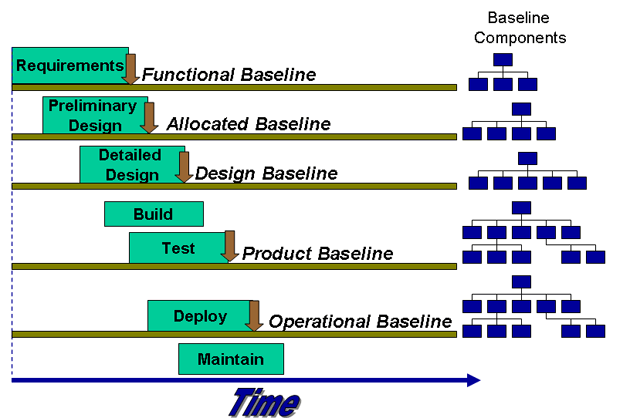 Baseline
Components
Requirements
Functional Baseline
Preliminary
Design
Allocated Baseline
Detailed
Design
Design Baseline
Build
Test
Product Baseline
Deploy
Operational Baseline
Maintain
Time